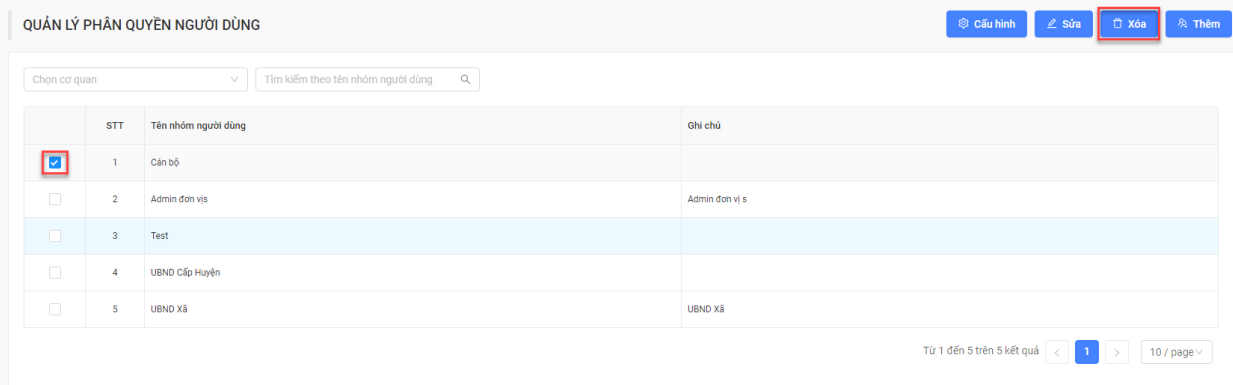 QUẢN LÝ PHÂN QUYỀN NGƯỜI DÙNG
Cấu hình Sửa Xóa Thêm
Chọn cơ quan Tìm kiếm theo tên nhóm người dùng
STT Tên nhóm người dùng Ghi chú
1 Cán bộ
2 Admin đơn vịs Admin đơn vị s
3 Test
4 UBND Cấp Huyện
5 UBND Xã UBND Xã
Từ 1 đến 5 trên 5 kết quả < 1 > 10 / page